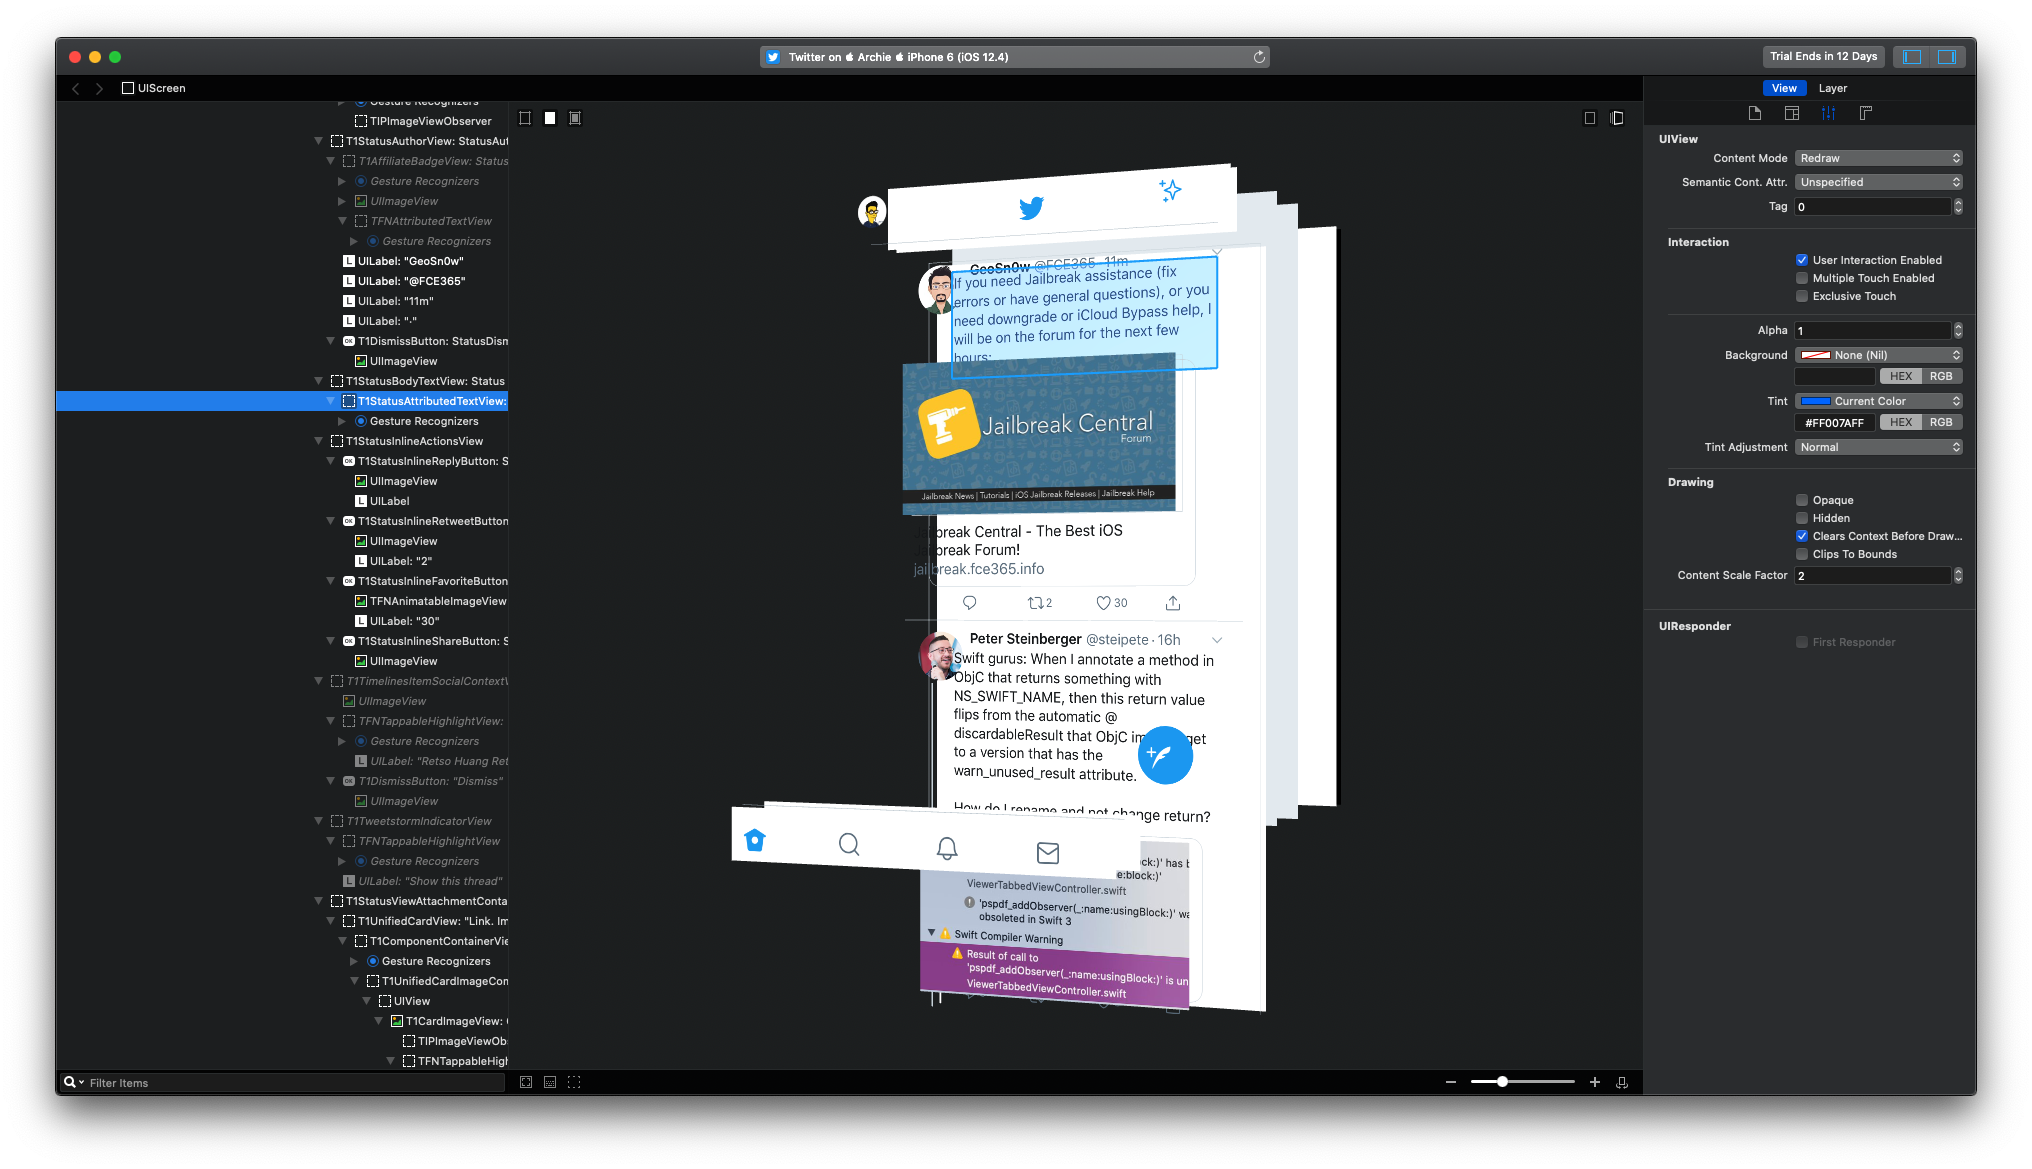 Twitter on  Archie  iPhone 6 (iOS 12.4)
Trial Ends in 12 Days
UIScreen
Gesture Recognizers
TIPImageViewObserver
T1StatusAuthorView: StatusAut
T1AffiliateBadgeView: Status
Gesture Recognizers
UIImageView
TFNAttributedTextView
Gesture Recognizers
L UILabel: "GeoSn0w"
L UILabel: "@FCE365"
L UILabel: "11m"
L UILabel: "·"
OK T1DismissButton: StatusDism
UIImageView
T1StatusBodyTextView: Status
T1StatusAttributedTextView:
Gesture Recognizers
T1StatusInlineActionsView
OK T1StatusInlineReplyButton: S
UIImageView
L UILabel
OK T1StatusInlineRetweetButton
UIImageView
L UILabel: "2"
OK T1StatusInlineFavoriteButton
TFNAnimatableImageView
L UILabel: "30"
OK T1StatusInlineShareButton: S
UIImageView
T1TimelinesItemSocialContextV
UIImageView
TFNTappableHighlightView:
Gesture Recognizers
L UILabel: "Retso Huang Ret
OK T1DismissButton: "Dismiss"
UIImageView
T1TweetstormIndicatorView
TFNTappableHighlightView
Gesture Recognizers
L UILabel: "Show this thread"
T1StatusViewAttachmentConta
T1UnifiedCardView: "Link. Im
T1ComponentContainerVie
Gesture Recognizers
T1UnifiedCardImageCon
UIView
T1CardImageView:
TIPImageViewOb
TFNTappableHigh
Filter Items
GeoSn0w @FCE365 · 11m
If you need Jailbreak assistance (fix
errors or have general questions), or you
need downgrade or iCloud Bypass help, I
will be on the forum for the next few
hours:
Jailbreak Central
Forum
Jailbreak News | Tutorials | iOS Jailbreak Releases | Jailbreak Help
Jailbreak Central - The Best iOS
Jailbreak Forum!
jailbreak.fce365.info
2
30
Peter Steinberger @steipete · 16h
Swift gurus: When I annotate a method in
ObjC that returns something with
NS_SWIFT_NAME, then this return value
flips from the automatic @
discardableResult that ObjC im get
to a version that has the
warn_unused_result attribute.
How do I rename and not change return?
ck:)' has b
e:block:)'
ViewerTabbedViewController.swift
'pspdf_addObserver(_:name:usingBlock:)' wa
obsoleted in Swift 3
Swift Compiler Warning
Result of call to
'pspdf_addObserver(_:name:usingBlock:)' is un
ViewerTabbedViewController.swift
View
Layer
UIView
Content Mode Redraw
Semantic Cont. Attr. Unspecified
Tag 0
Interaction
User Interaction Enabled
Multiple Touch Enabled
Exclusive Touch
Alpha 1
Background None (Nil)
HEX RGB
Tint Current Color
#FF007AFF HEX RGB
Tint Adjustment Normal
Drawing
Opaque
Hidden
Clears Context Before Draw...
Clips To Bounds
Content Scale Factor 2
UIResponder
First Responder